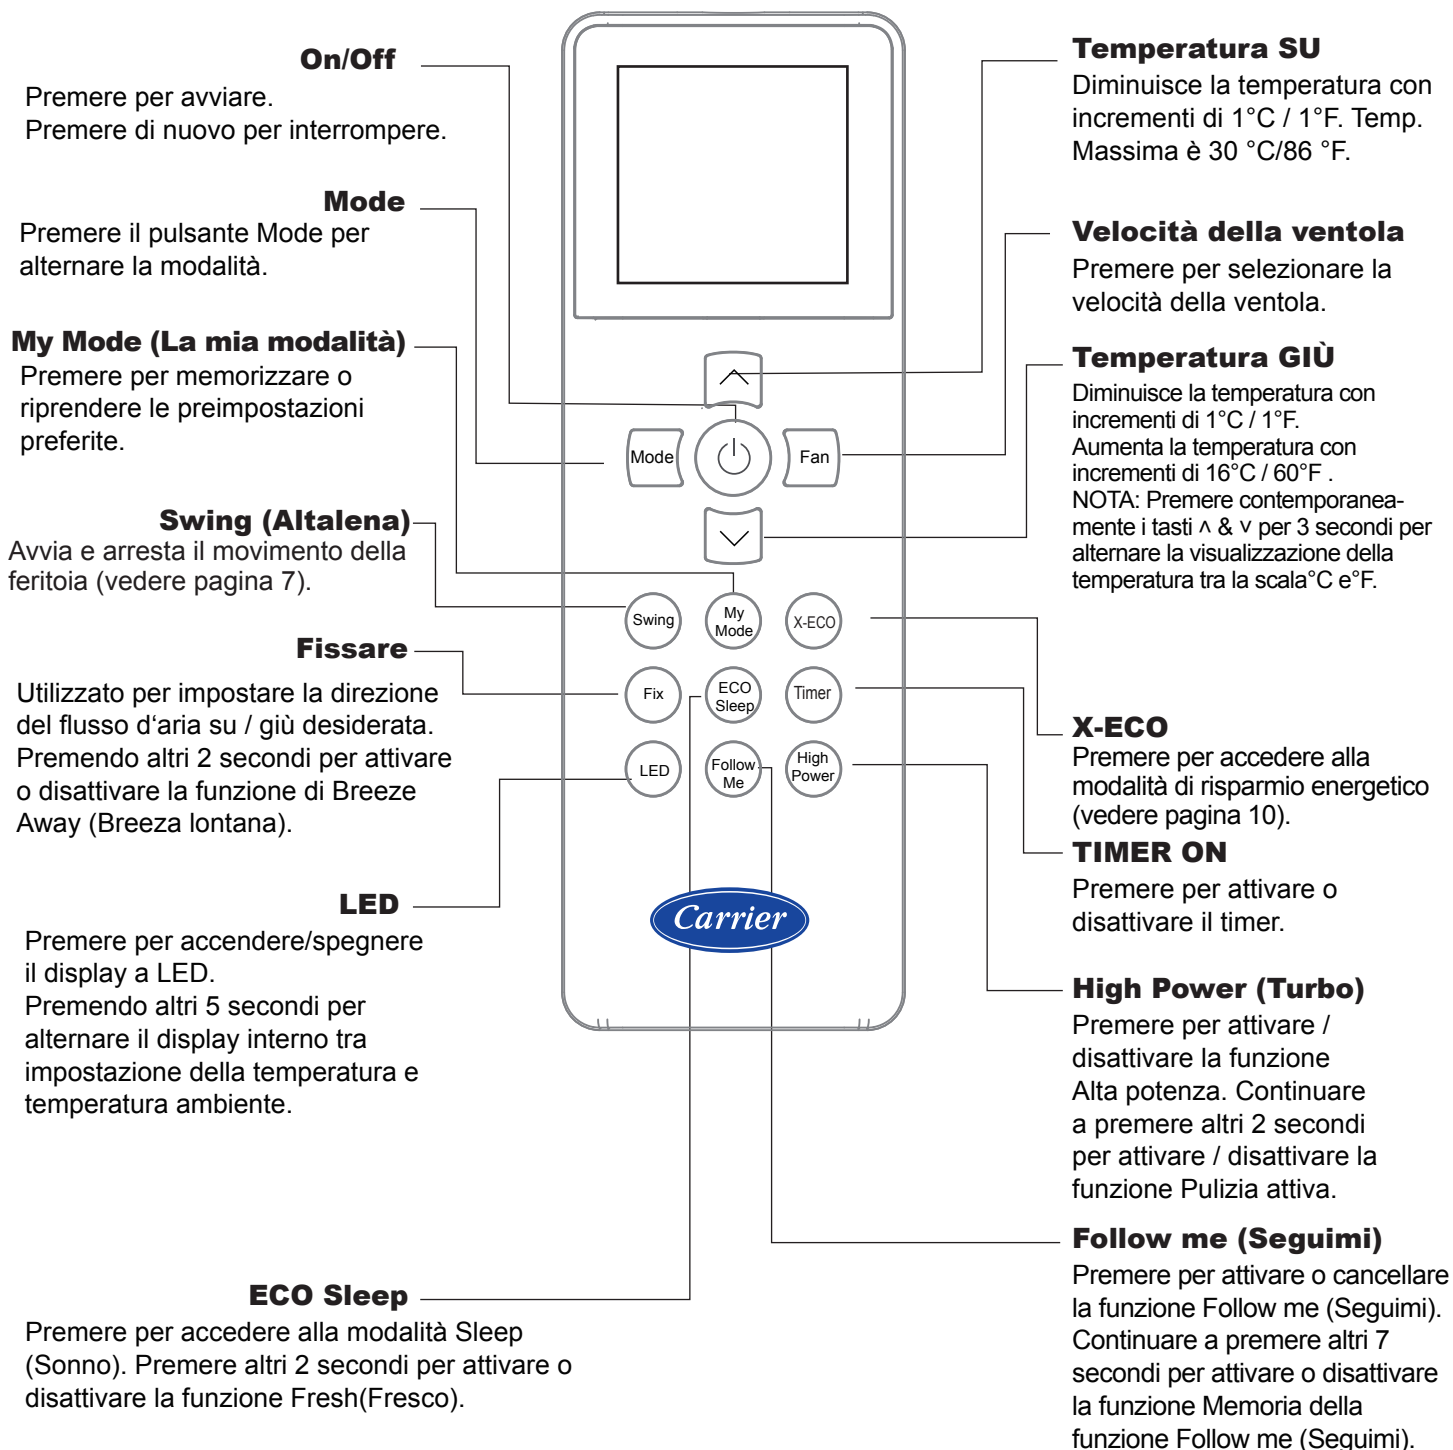 On/Off
Premere per avviare.
Premere di nuovo per interrompere.
Mode
Premere il pulsante Mode per
alternare la modalità.
My Mode (La mia modalità)
Premere per memorizzare o
riprendere le preimpostazioni
preferite.
Swing (Altalena)
Avvia e arresta il movimento della
feritoia (vedere pagina 7).
Fissare
Utilizzato per impostare la direzione
del flusso d‘aria su / giù desiderata.
Premendo altri 2 secondi per attivare
o disattivare la funzione di Breeze
Away (Breeza lontana).
LED
Premere per accendere/spegnere
il display a LED.
Premendo altri 5 secondi per
alternare il display interno tra
impostazione della temperatura e
temperatura ambiente.
ECO Sleep
Premere per accedere alla modalità Sleep
(Sonno). Premere altri 2 secondi per attivare o
disattivare la funzione Fresh(Fresco).
Mode
Fan
Swing
My
Mode
X-ECO
Fix
ECO
Sleep
Timer
LED
Follow
Me
High
Power
Carrier
Temperatura SU
Diminuisce la temperatura con
incrementi di 1°C / 1°F. Temp.
Massima è 30 °C/86 °F.
Velocità della ventola
Premere per selezionare la
velocità della ventola.
Temperatura GIÙ
Diminuisce la temperatura con
incrementi di 1°C / 1°F.
Aumenta la temperatura con
incrementi di 16°C / 60°F .
NOTA: Premere contemporanea-
mente i tasti ˄ & ˅ per 3 secondi per
alternare la visualizzazione della
temperatura tra la scala°C e°F.
X-ECO
Premere per accedere alla
modalità di risparmio energetico
(vedere pagina 10).
TIMER ON
Premere per attivare o
disattivare il timer.
High Power (Turbo)
Premere per attivare /
disattivare la funzione
Alta potenza. Continuare
a premere altri 2 secondi
per attivare / disattivare la
funzione Pulizia attiva.
Follow me (Seguimi)
Premere per attivare o cancellare
la funzione Follow me (Seguimi).
Continuare a premere altri 7
secondi per attivare o disattivare
la funzione Memoria della
funzione Follow me (Seguimi).